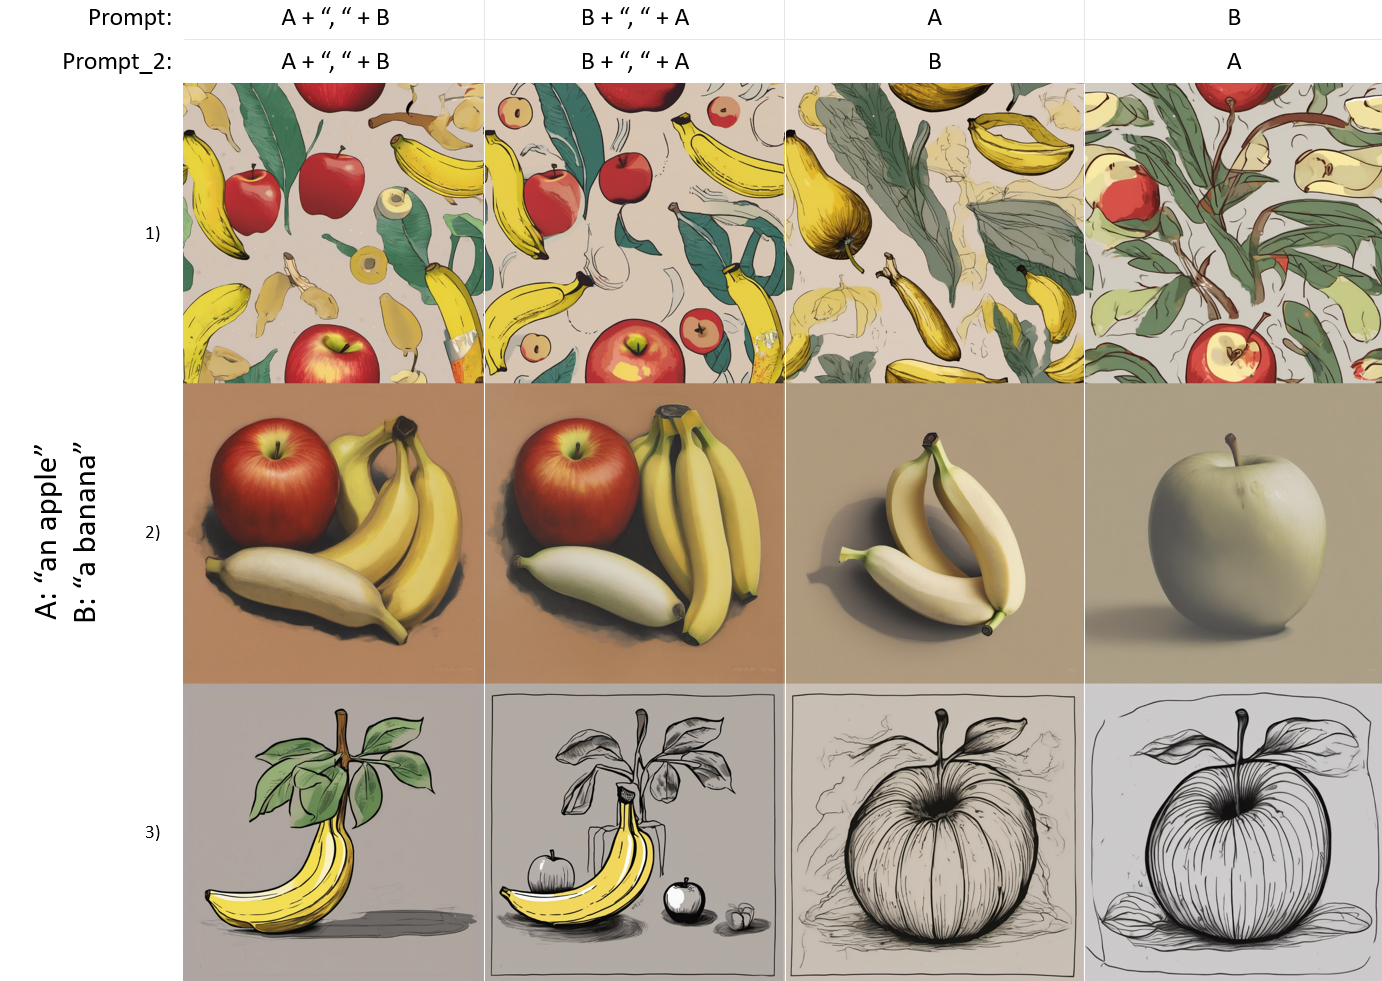 Prompt: A + “, “ + B B + “, “ + A A B
Prompt_2: A + “, “ + B B + “, “ + A B A
1)
A: “an apple”
B: “a banana”
2)
3)